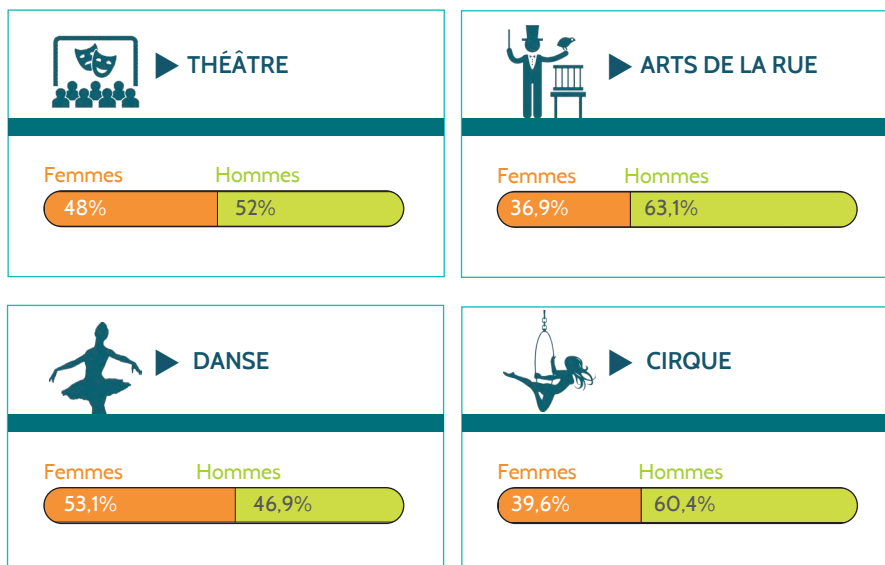 THÉÂTRE
Femmes Hommes
48% 52%
ARTS DE LA RUE
Femmes Hommes
36,9% 63,1%
DANSE
Femmes Hommes
53,1% 46,9%
CIRQUE
Femmes Hommes
39,6% 60,4%